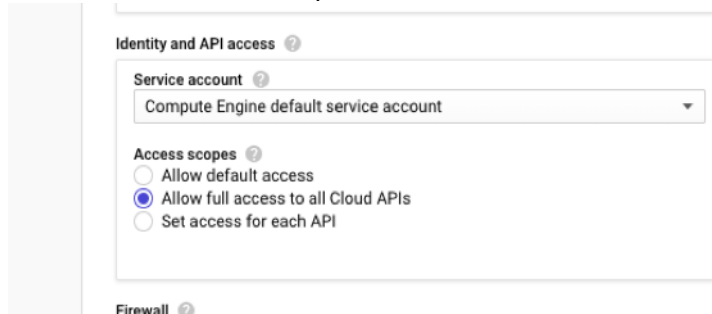 Identity and API access
Service account
Compute Engine default service account
Access scopes
Allow default access
Allow full access to all Cloud APIs
Set access for each API
Firewall